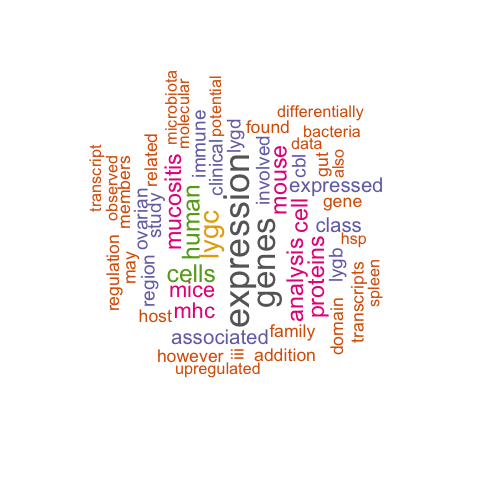 expression
genes
lygc
human
cells
mucositis
mice
mhc
mouse
cell
analysis
proteins
immune
clinical
lygd
involved
cbl
expressed
class
lygb
associated
iii
ovarian
study
region
microbiota
molecular
potential
differentially
found
bacteria
data
gut
also
gene
hsp
domain
transcripts
spleen
family
addition
however
upregulated
host
may
regulation
members
observed
transcript
related